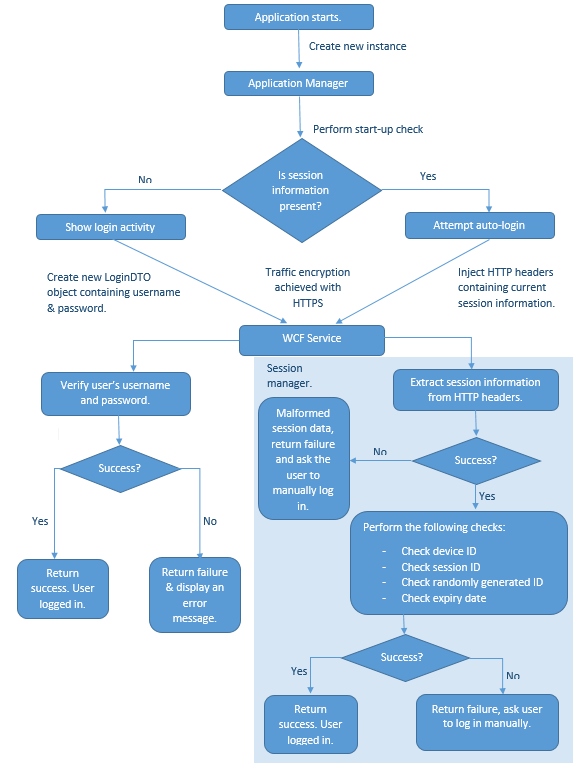 Application starts.
Create new instance
Application Manager
Perform start-up check
Is session
information
present?
No
Yes
Show login activity
Attempt auto-login
Create new LoginDTO
object containing username
& password.
Traffic encryption
achieved with
HTTPS
Inject HTTP headers
containing current
session information.
WCF Service
Verify user's username
and password.
Session
manager.
Extract session information
from HTTP headers.
Malformed
session data,
return failure
and ask the
user to
manually log
in.
No
Success?
Success?
Yes
Yes
No
Perform the following checks:
- Check device ID
- Check session ID
- Check randomly generated ID
- Check expiry date
Return
success. User
logged in.
Return failure
& display an
error
message.
Success?
Yes
No
Return
success. User
logged in.
Return failure, ask user
to log in manually.